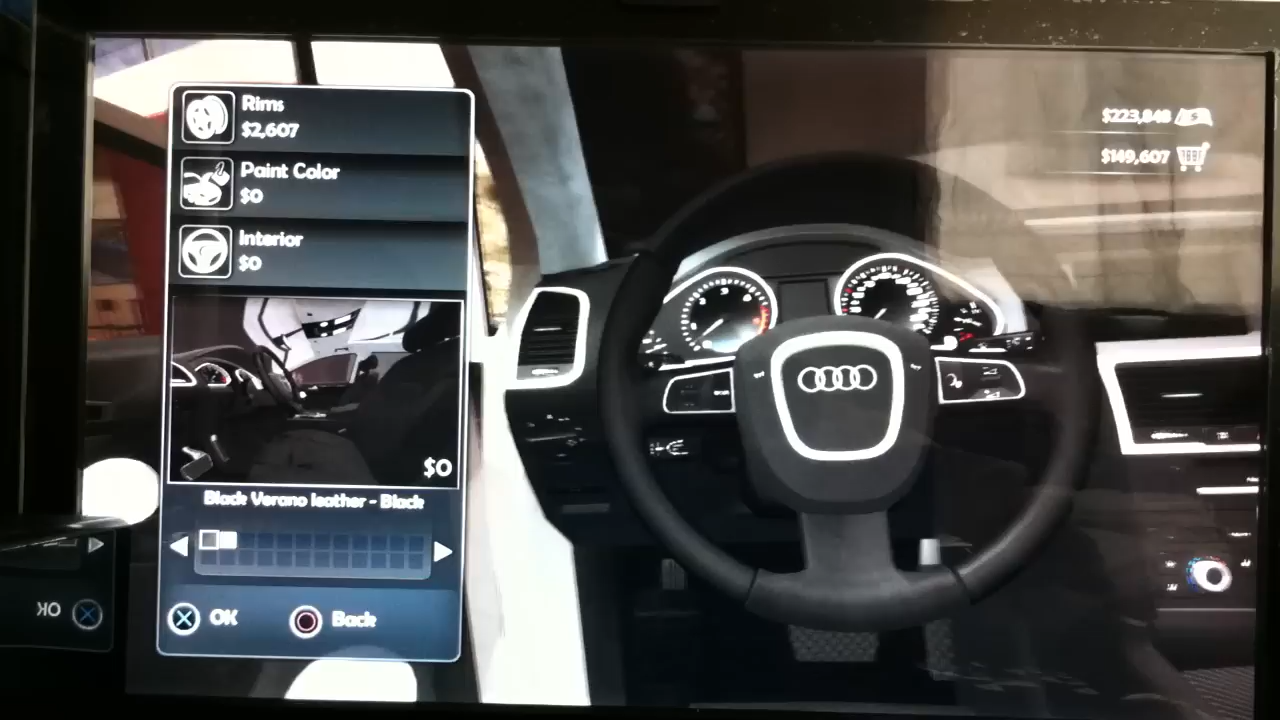 Rims
$2,607
Paint Color
$0
Interior
$0
$0
Black Verano leather - Black
OK
Back
$223,848
$149,607
OK